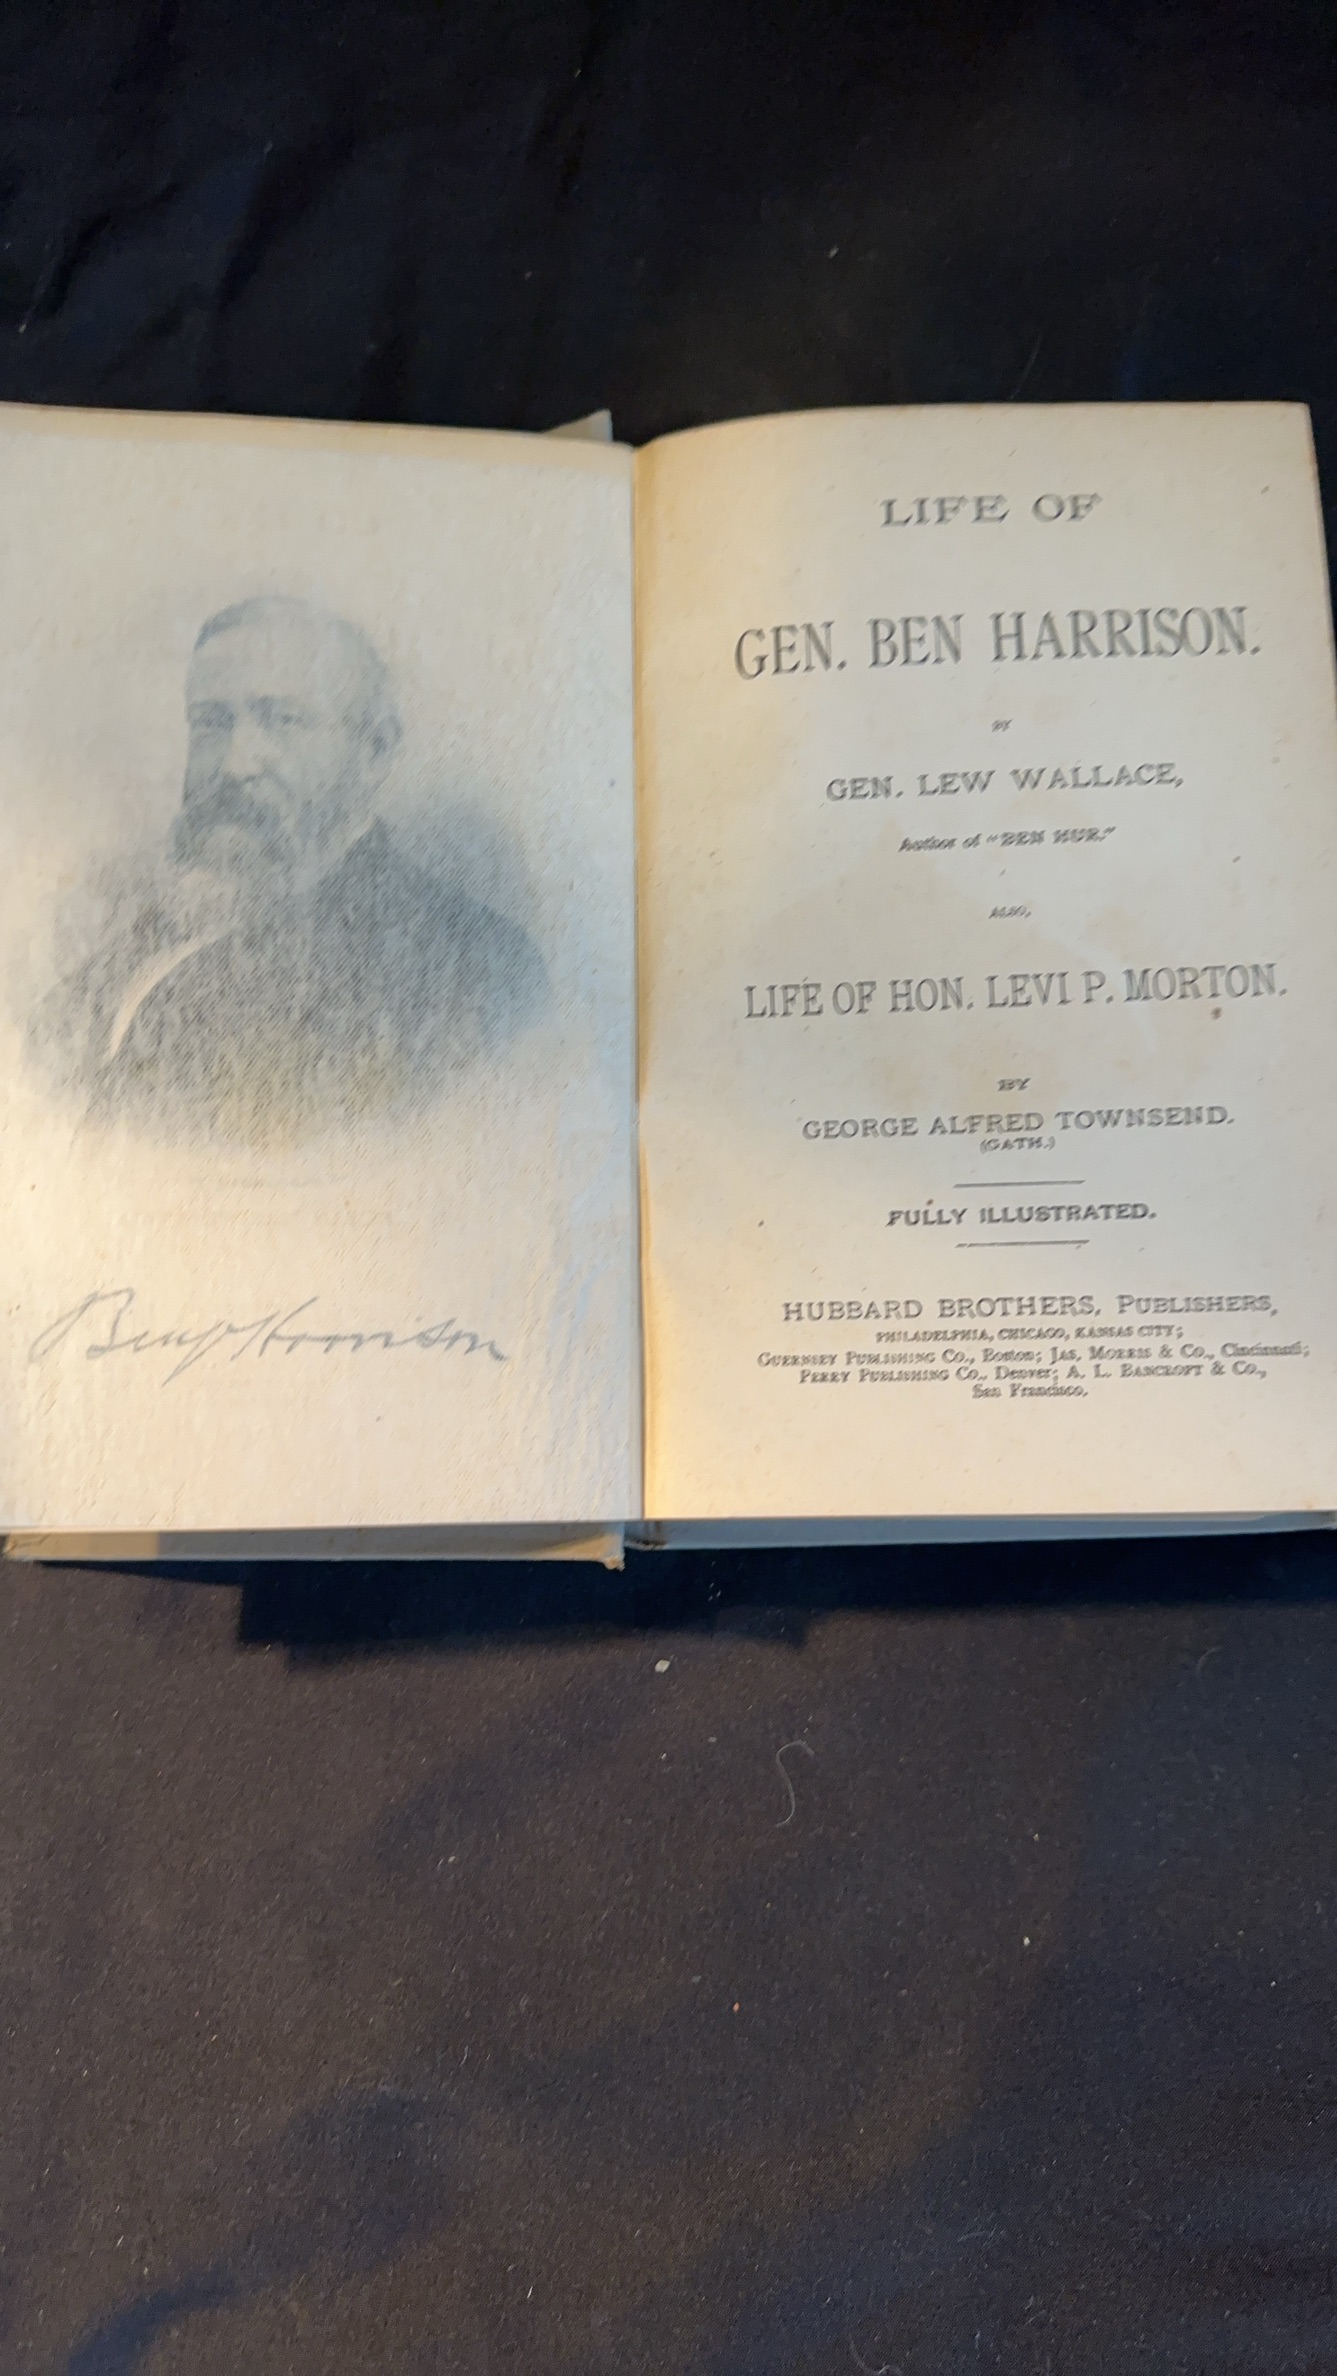 Benj Harrison
LIFE OF
GEN. BEN HARRISON.
BY
GEN. LEW WALLACE,
Author of "BEN HUR."
ALSO,
LIFE OF HON. LEVI P. MORTON.
BY
GEORGE ALFRED TOWNSEND.
(GATH.)
FULLY ILLUSTRATED.
HUBBARD BROTHERS, PUBLISHERS,
PHILADELPHIA, CHICAGO, KANSAS CITY;
GUERNSEY PUBLISHING CO., Boston; JAS. MORRIS & CO., Cincinnati;
PERRY PUBLISHING CO., Denver; A. L. BANCROFT & CO.,
San Francisco.